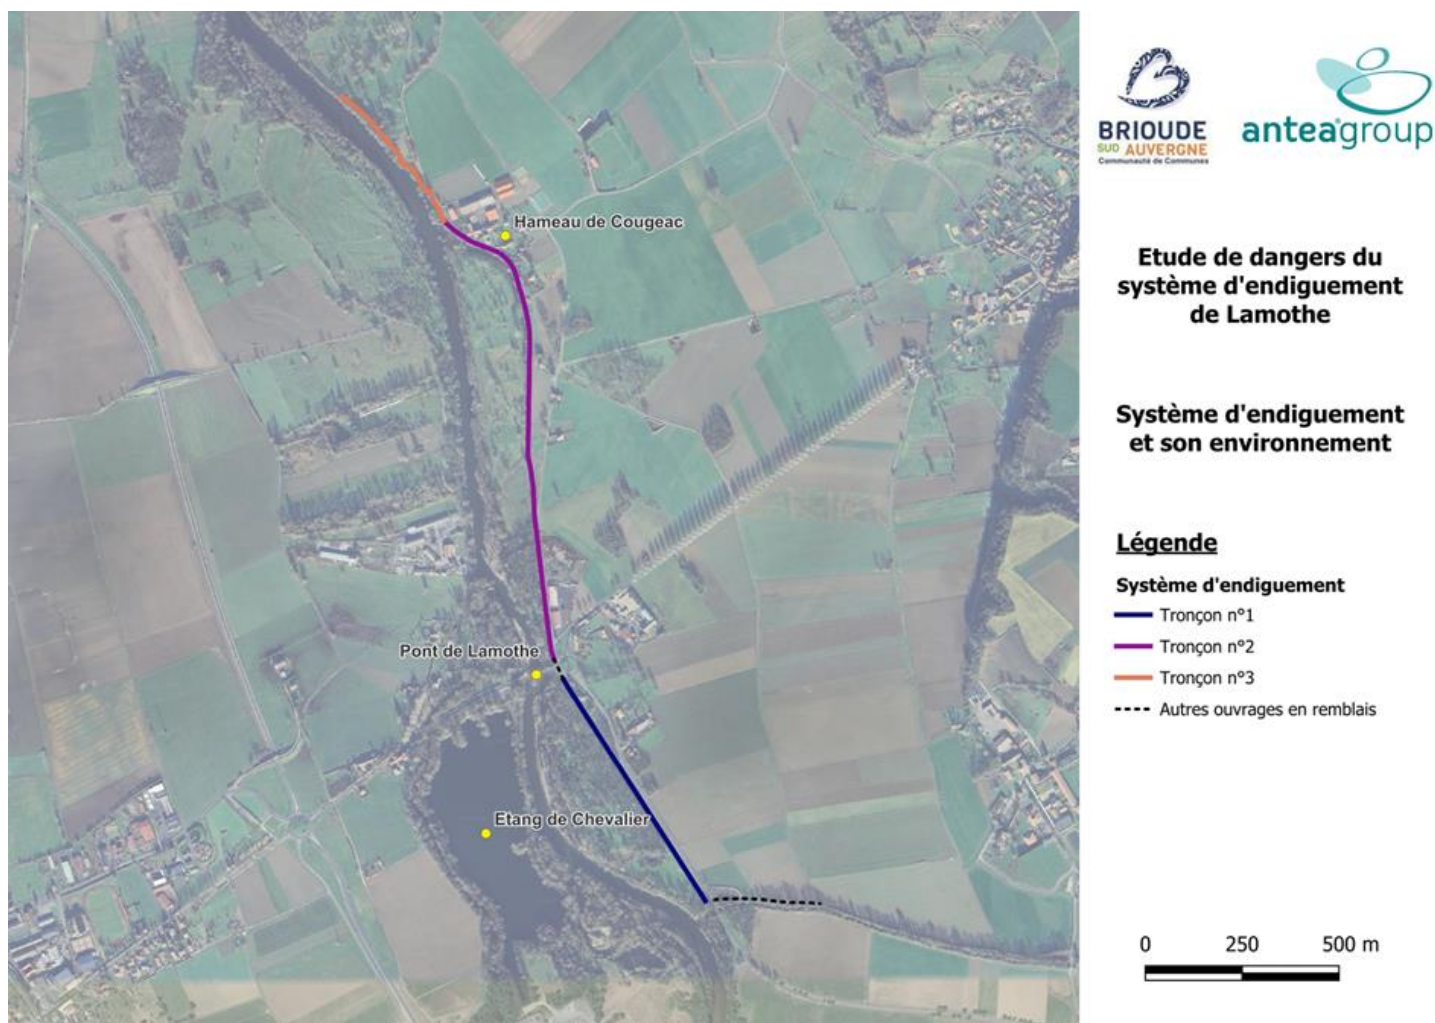 Hameau de Cougeac
Pont de Lamothe
Etang de Chevalier
BRIOUDE
SUD AUVERGNE
Communauté de Communes
anteagroup
Etude de dangers du
système d'endiguement
de Lamothe
Système d'endiguement
et son environnement
Légende
Système d'endiguement
Tronçon n°1
Tronçon n°2
Tronçon n°3
Autres ouvrages en remblais
0 250 500 m